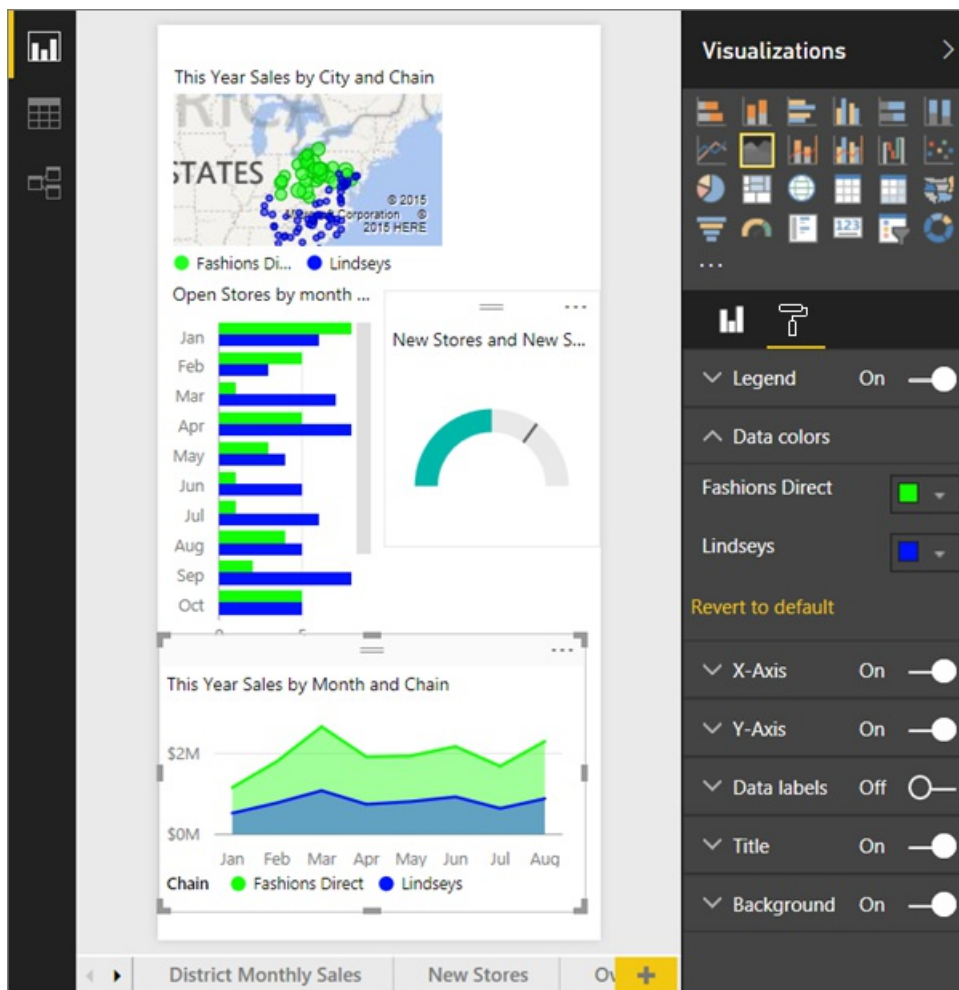 This Year Sales by City and Chain
RICA
STATES
© 2015
Microsoft Corporation ©
2015 HERE
Fashions Di... Lindseys
Open Stores by month ...
Jan
Feb
Mar
Apr
May
Jun
Jul
Aug
Sep
Oct
New Stores and New S...
This Year Sales by Month and Chain
$2M
$0M
Jan Feb Mar Apr May Jun Jul Aug
Chain Fashions Direct Lindseys
District Monthly Sales New Stores Ov +
Visualizations
123
...
Legend On
Data colors
Fashions Direct
Lindseys
Revert to default
X-Axis On
Y-Axis On
Data labels Off
Title On
Background On